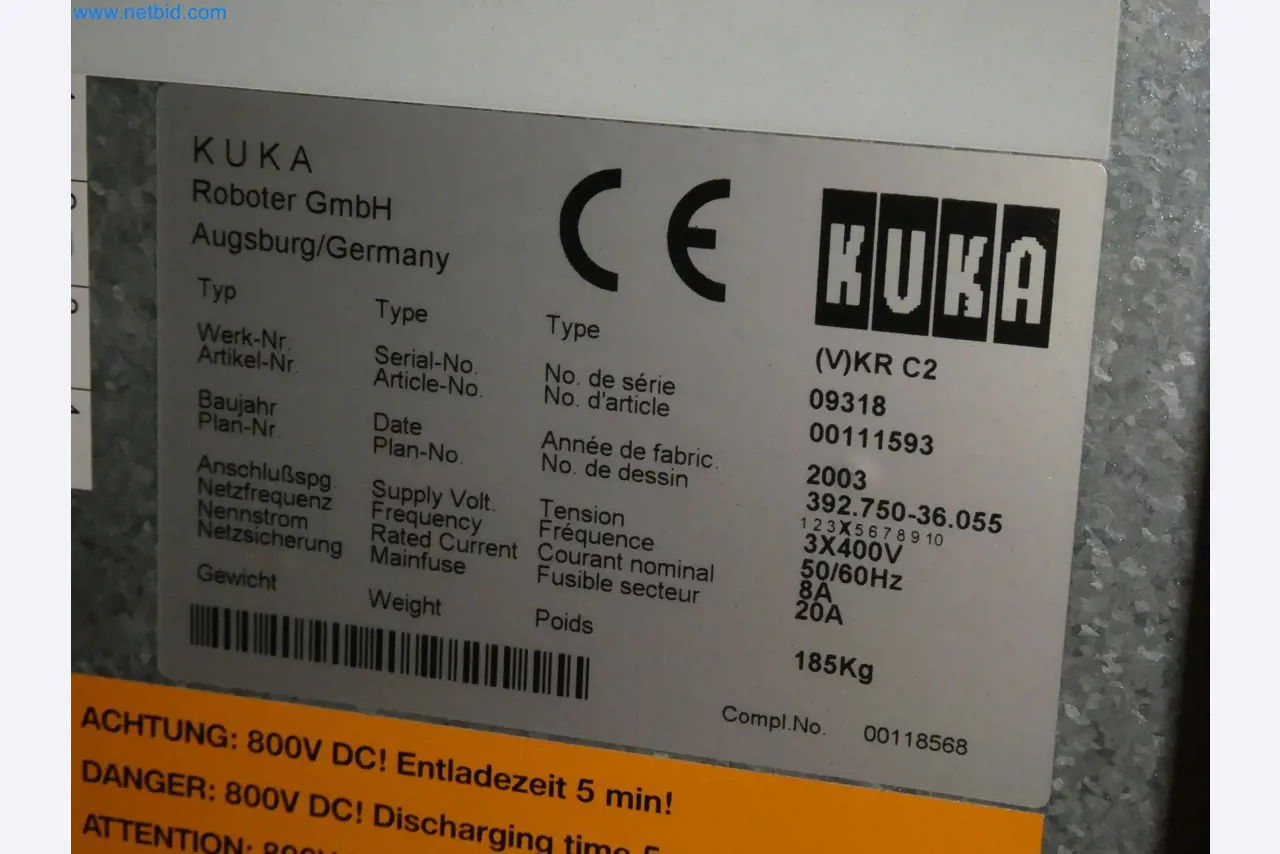 www.netbid.com
KUKA
Roboter GmbH
Augsburg/Germany
CE
KUKA
Typ Type Type (V)KR C2
Werk-Nr. Serial-No. No. de série 09318
Artikel-Nr. Article-No. No. d'article 00111593
Baujahr Date Année de fabric. 2003
Plan-Nr. Plan-No. No. de dessin 392.750-36.055
1 2 3 X 5 6 7 8 9 10
Anschlußspg. Supply Volt. Tension 3X400V
Netzfrequenz Frequency Fréquence 50/60Hz
Nennstrom Rated Current Courant nominal 8A
Netzsicherung Mainfuse Fusible secteur 20A
Gewicht Weight Poids 185Kg
Compl.No. 00118568
ACHTUNG: 800V DC! Entladezeit 5 min!
DANGER: 800V DC! Discharging time 5
ATTENTION: 800V